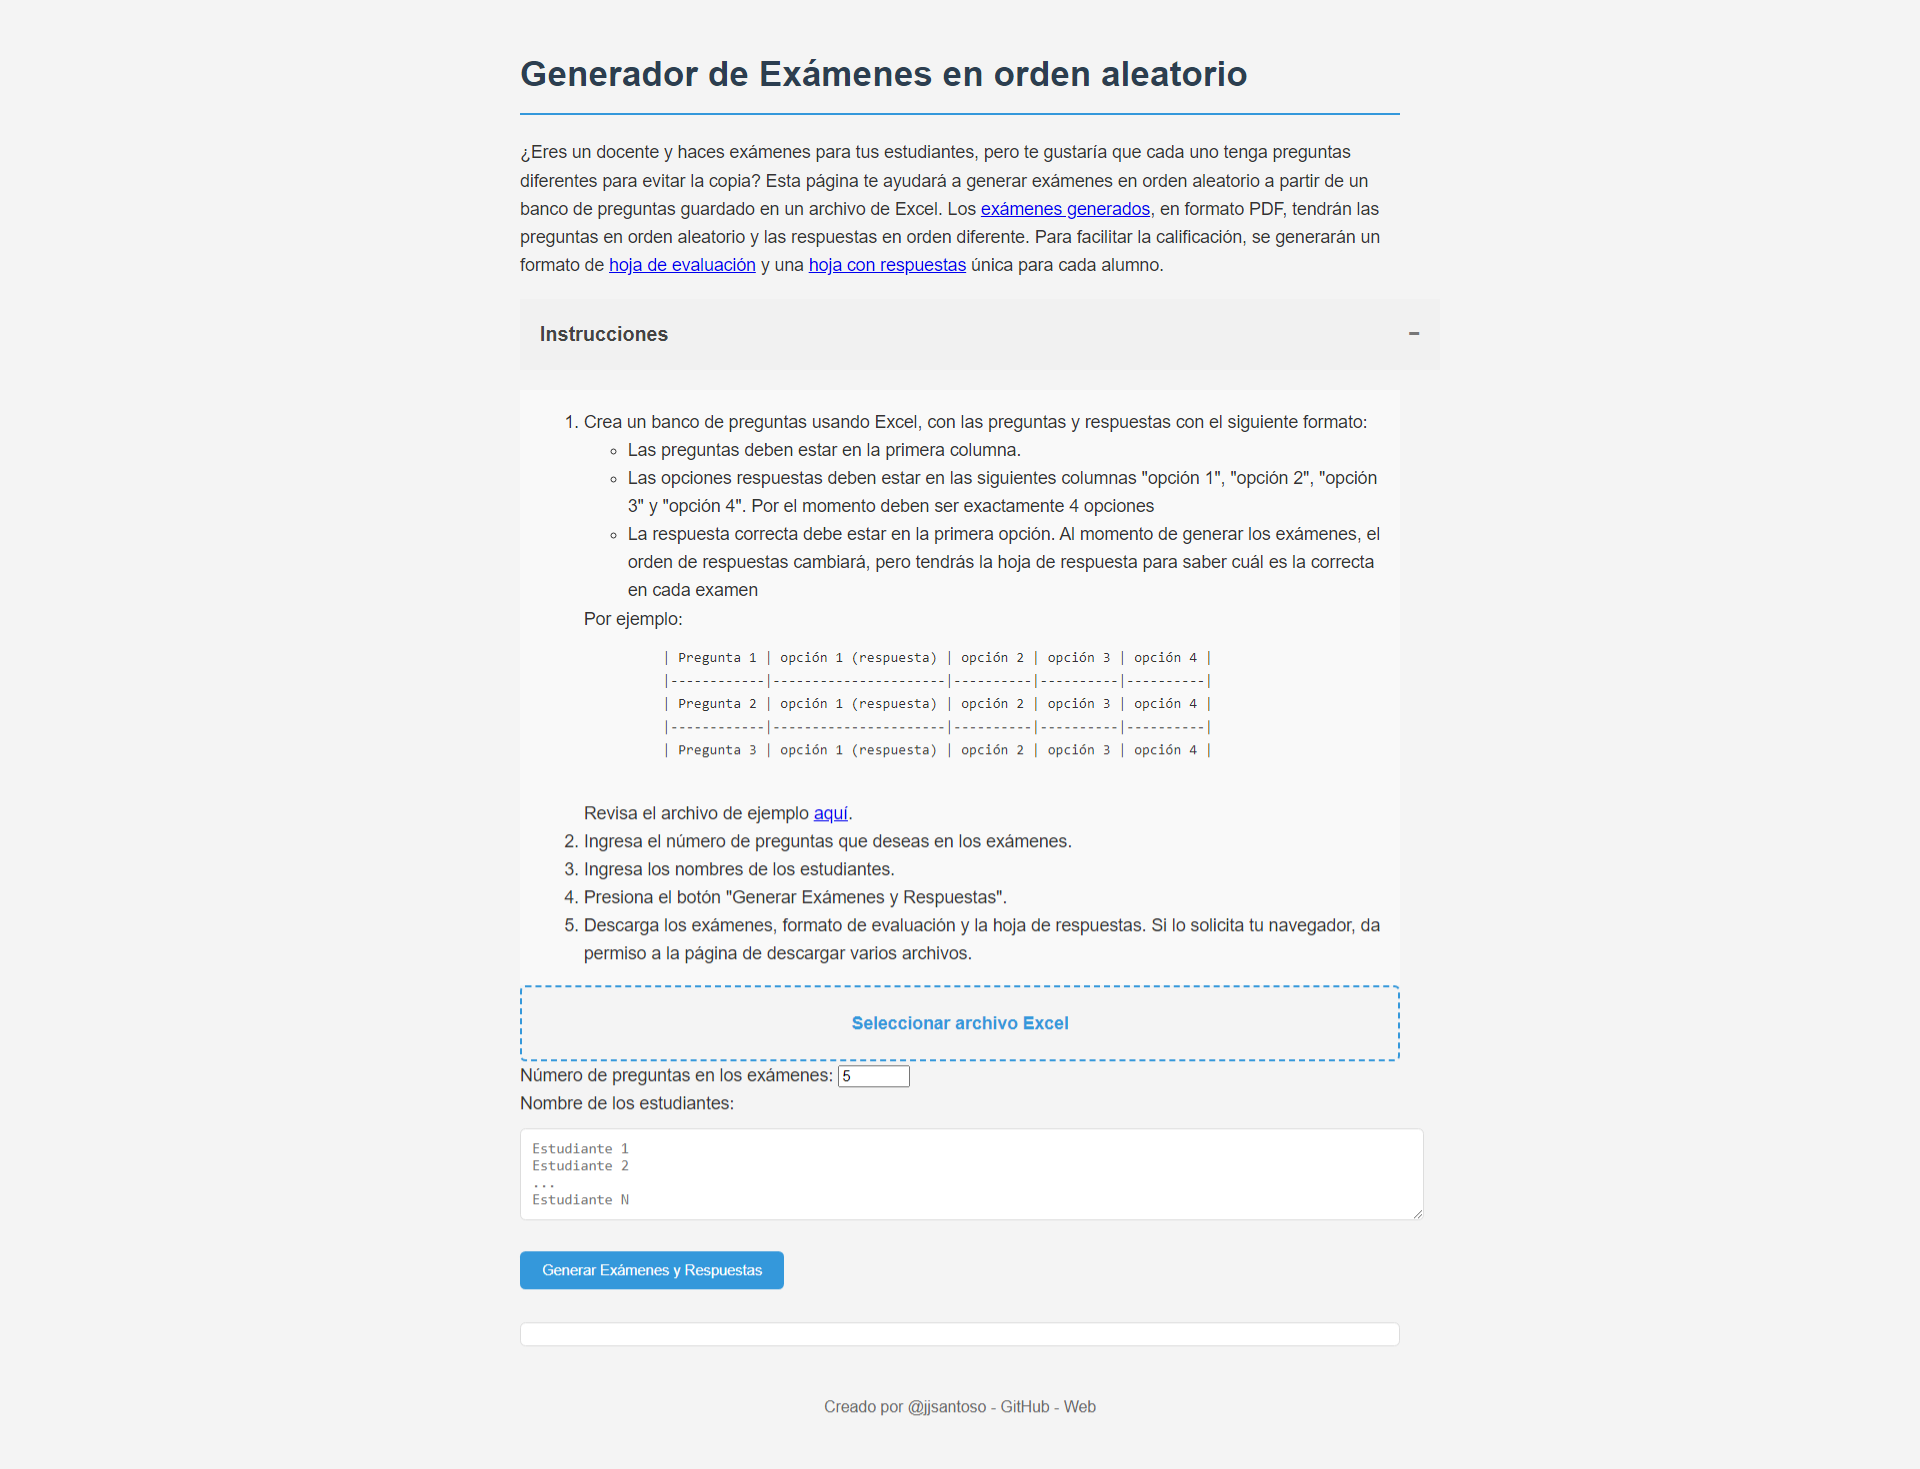 Generador de Exámenes en orden aleatorio
¿Eres un docente y haces exámenes para tus estudiantes, pero te gustaría que cada uno tenga preguntas
diferentes para evitar la copia? Esta página te ayudará a generar exámenes en orden aleatorio a partir de un
banco de preguntas guardado en un archivo de Excel. Los exámenes generados, en formato PDF, tendrán las
preguntas en orden aleatorio y las respuestas en orden diferente. Para facilitar la calificación, se generarán un
formato de hoja de evaluación y una hoja con respuestas única para cada alumno.
Instrucciones −
1. Crea un banco de preguntas usando Excel, con las preguntas y respuestas con el siguiente formato:
◦ Las preguntas deben estar en la primera columna.
◦ Las opciones respuestas deben estar en las siguientes columnas "opción 1", "opción 2", "opción
3" y "opción 4". Por el momento deben ser exactamente 4 opciones
◦ La respuesta correcta debe estar en la primera opción. Al momento de generar los exámenes, el
orden de respuestas cambiará, pero tendrás la hoja de respuesta para saber cuál es la correcta
en cada examen
Por ejemplo:
| Pregunta 1 | opción 1 (respuesta) | opción 2 | opción 3 | opción 4 |
|------------|----------------------|----------|----------|----------|
| Pregunta 2 | opción 1 (respuesta) | opción 2 | opción 3 | opción 4 |
|------------|----------------------|----------|----------|----------|
| Pregunta 3 | opción 1 (respuesta) | opción 2 | opción 3 | opción 4 |
Revisa el archivo de ejemplo aquí.
2. Ingresa el número de preguntas que deseas en los exámenes.
3. Ingresa los nombres de los estudiantes.
4. Presiona el botón "Generar Exámenes y Respuestas".
5. Descarga los exámenes, formato de evaluación y la hoja de respuestas. Si lo solicita tu navegador, da
permiso a la página de descargar varios archivos.
Seleccionar archivo Excel
Número de preguntas en los exámenes: 5
Nombre de los estudiantes:
Estudiante 1
Estudiante 2
...
Estudiante N
Generar Exámenes y Respuestas
Creado por @jjsantoso - GitHub - Web